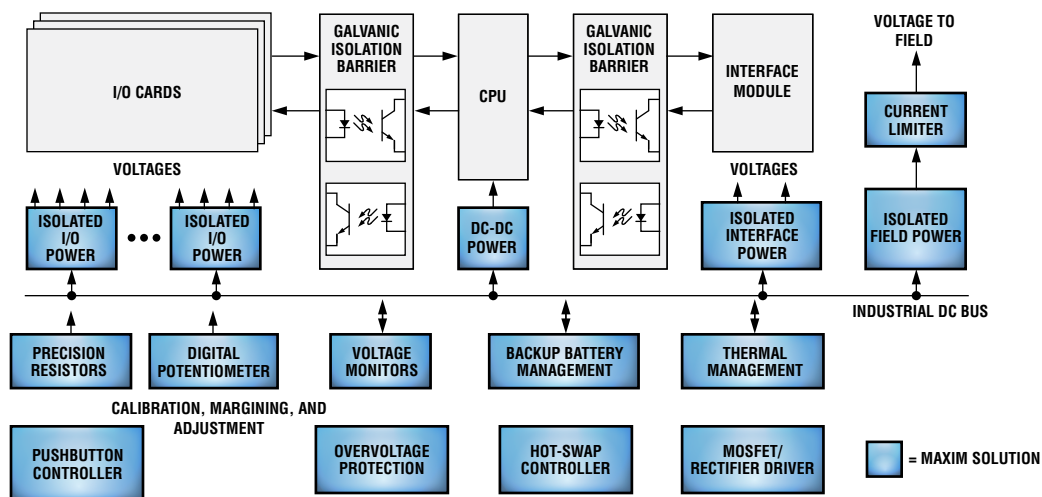 GALVANIC
ISOLATION
BARRIER
GALVANIC
ISOLATION
BARRIER
VOLTAGE TO
FIELD
I/O CARDS
CPU
INTERFACE
MODULE
CURRENT
LIMITER
VOLTAGES
VOLTAGES
ISOLATED
I/O
POWER
ISOLATED
I/O
POWER
DC-DC
POWER
ISOLATED
INTERFACE
POWER
ISOLATED
FIELD POWER
INDUSTRIAL DC BUS
PRECISION
RESISTORS
DIGITAL
POTENTIOMETER
VOLTAGE
MONITORS
BACKUP BATTERY
MANAGEMENT
THERMAL
MANAGEMENT
CALIBRATION, MARGINING, AND
ADJUSTMENT
PUSHBUTTON
CONTROLLER
OVERVOLTAGE
PROTECTION
HOT-SWAP
CONTROLLER
MOSFET/
RECTIFIER DRIVER
= MAXIM SOLUTION